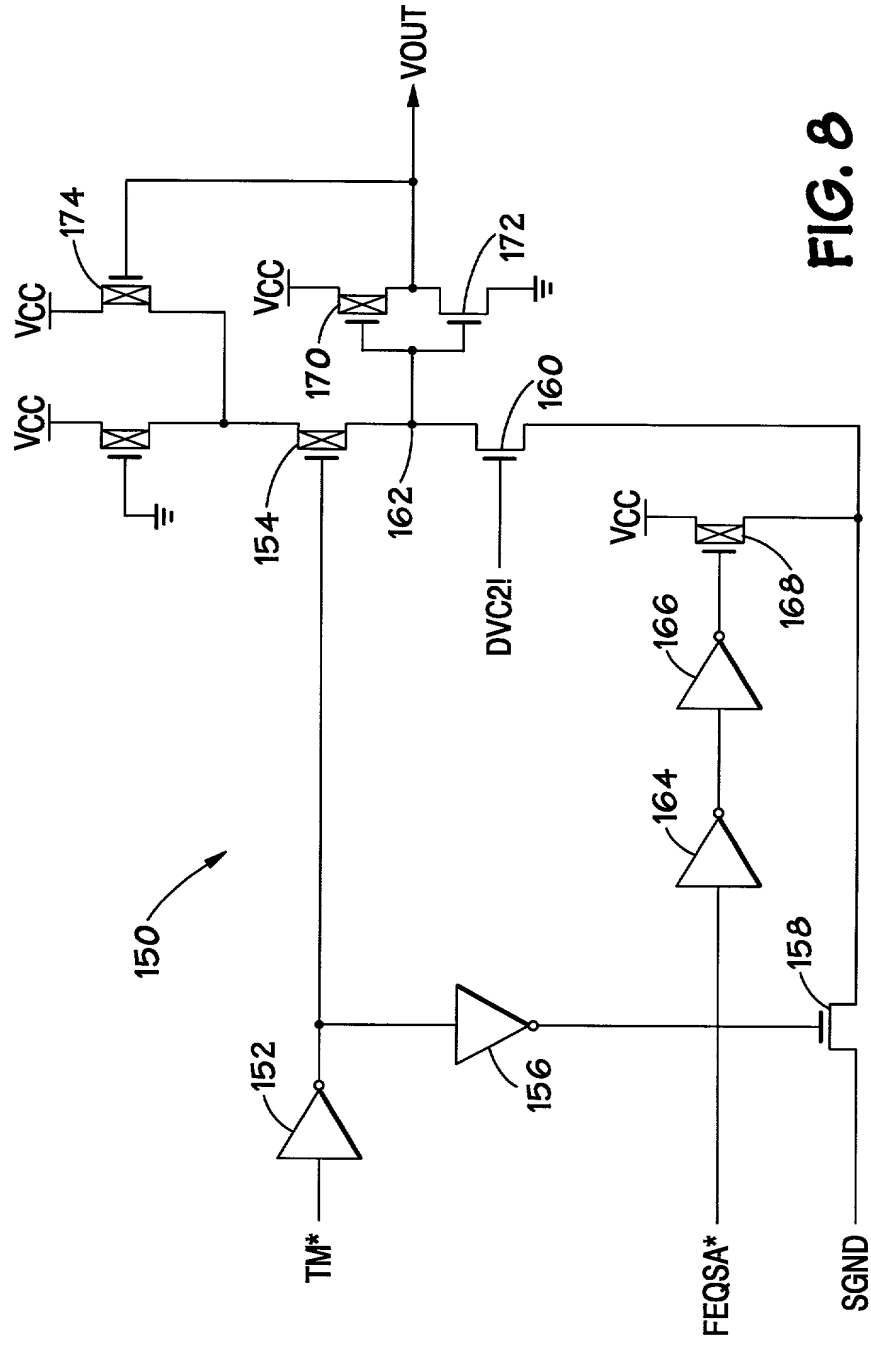 VCC
VCC
174
VCC
170
172
VOUT
154
162
160
DVC2!
VCC
168
166
164
150
152
156
158
TM*
FEQSA*
SGND
FIG. 8